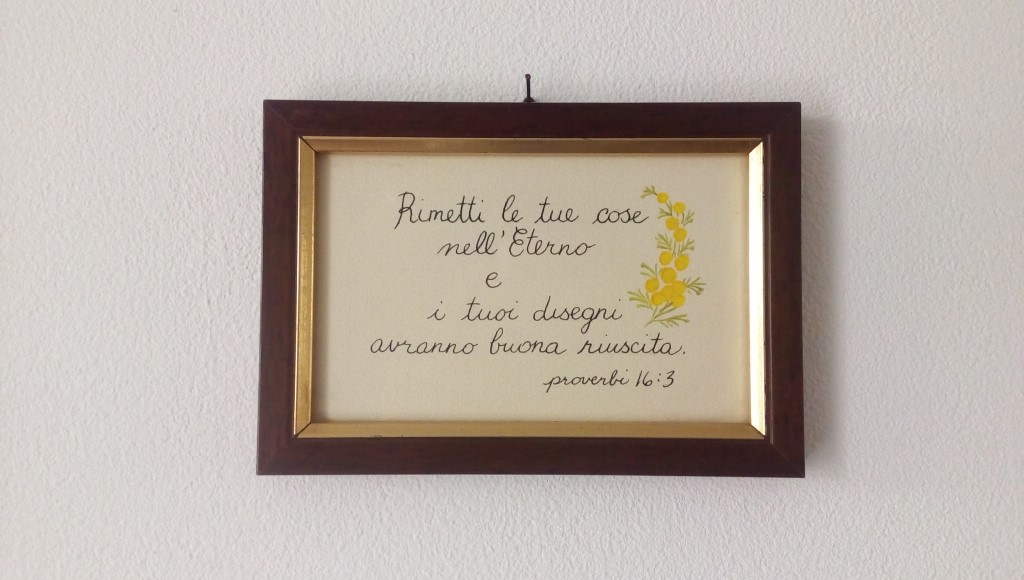 Rimetti le tue cose
nell'Eterno
e
i tuoi disegni
avranno buona riuscita.
proverbi 16:3